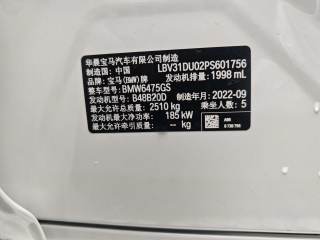 华晨宝马汽车有限公司制造
制造国: 中国 LBV31DU02PS601756
品牌: 宝马(BMW)牌 发动机排量: 1998 mL
整车型号: BMW6475GS
发动机型号: B48B20D 制造年月: 2022-09
最大允许总质量: 2510 kg 乘坐人数: 5
发动机最大净功率: 185 kW
最大允许牵引质量: -- kg